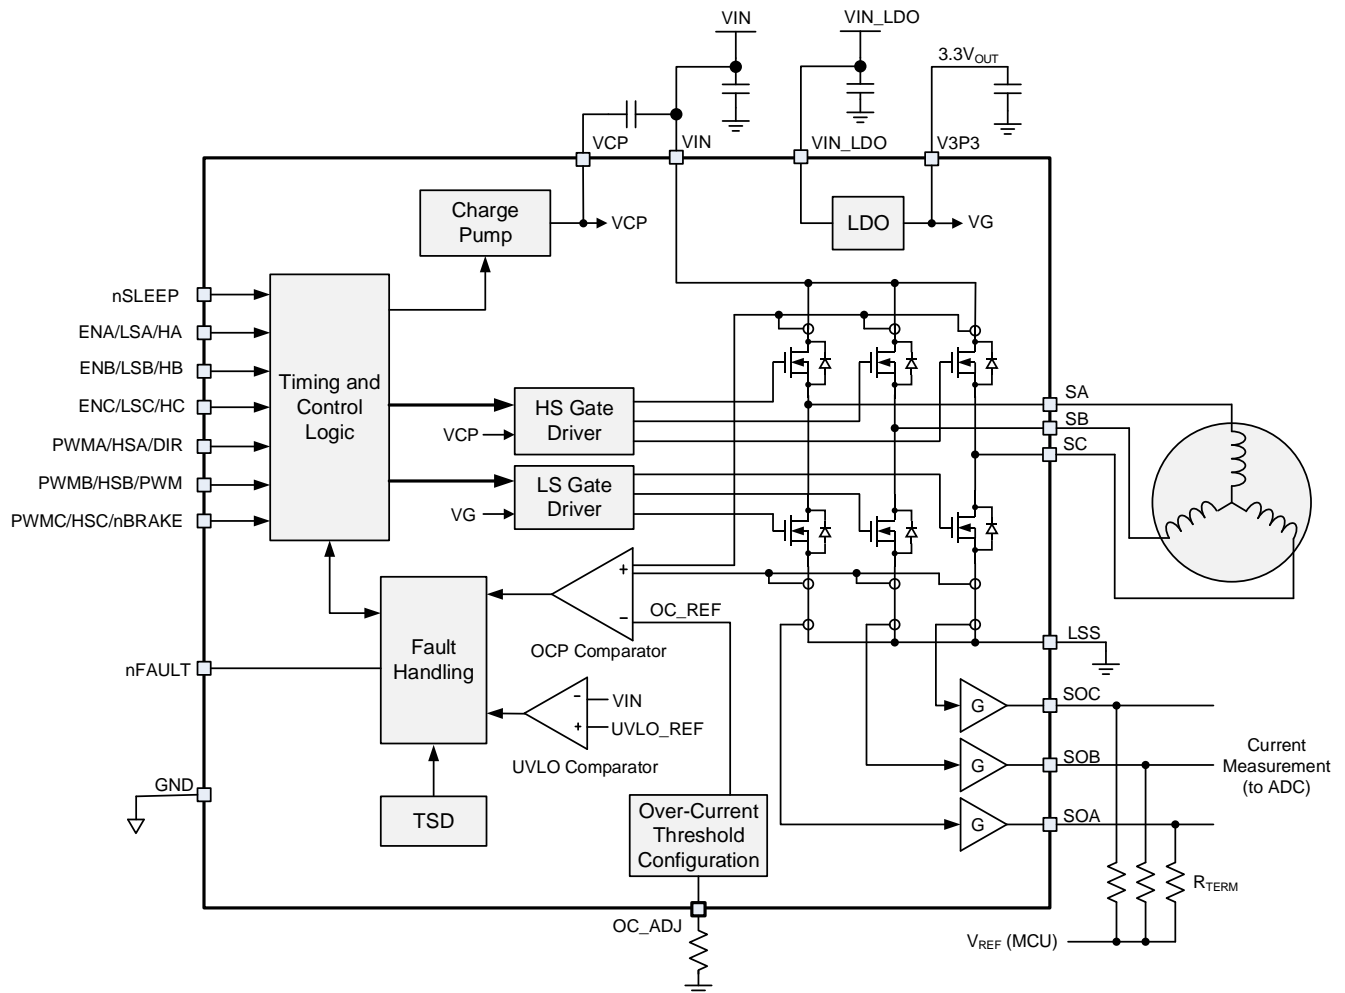 VIN
VIN_LDO
3.3VOUT
VCP
VIN
VIN_LDO
V3P3
Charge
Pump
VCP
LDO
VG
nSLEEP
ENA/LSA/HA
ENB/LSB/HB
ENC/LSC/HC
PWMA/HSA/DIR
PWMB/HSB/PWM
PWMC/HSC/nBRAKE
Timing and
Control
Logic
HS Gate
Driver
VCP
LS Gate
Driver
VG
SA
SB
SC
+
−
OC_REF
OCP Comparator
Fault
Handling
nFAULT
LSS
−
VIN
+
UVLO_REF
UVLO Comparator
G
SOC
G
SOB
G
SOA
Current
Measurement
(to ADC)
GND
TSD
Over-Current
Threshold
Configuration
RTERM
OC_ADJ
VREF (MCU)